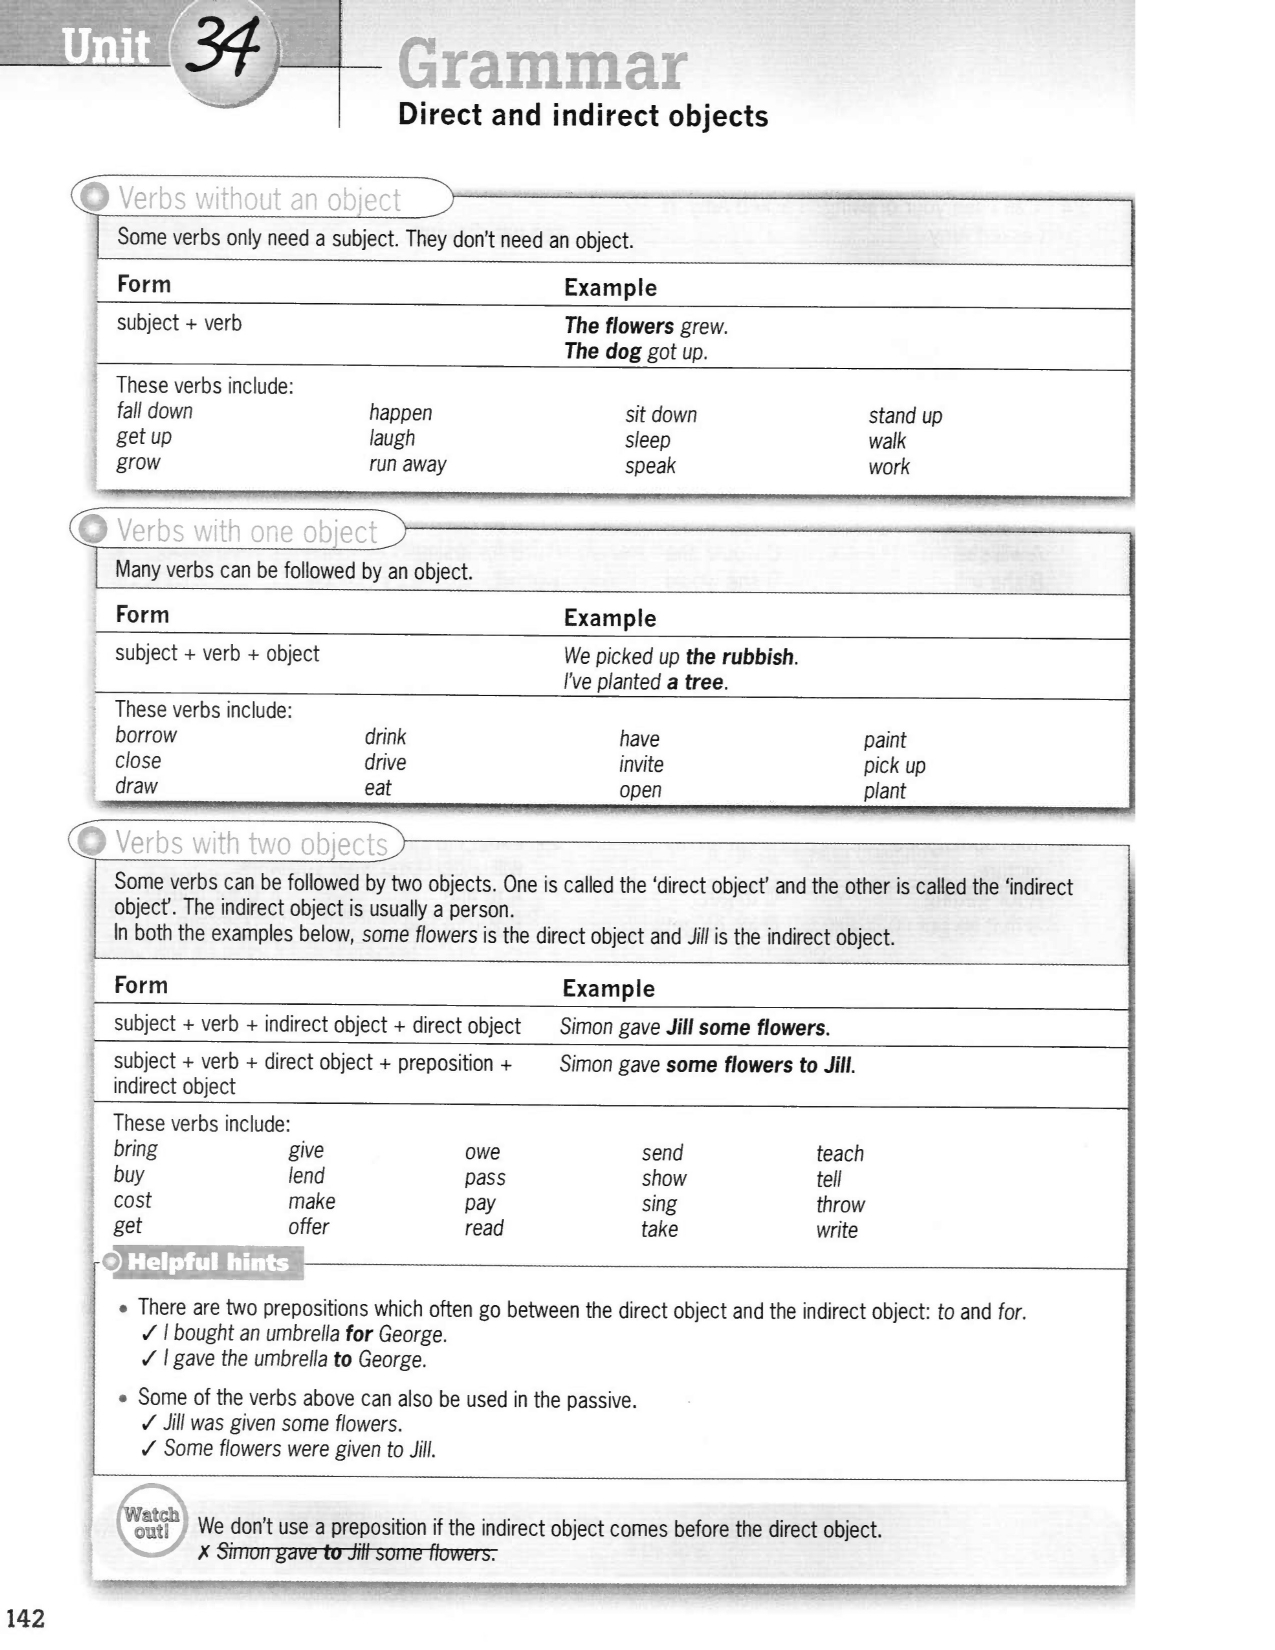 Unit 34
Grammar
Direct and indirect objects
Verbs without an object
Some verbs only need a subject. They don't need an object.
Form Example
subject + verb The flowers grew.
The dog got up.
These verbs include:
fall down happen sit down stand up
get up laugh sleep walk
grow run away speak work
Verbs with one object
Many verbs can be followed by an object.
Form Example
subject + verb + object We picked up the rubbish.
I've planted a tree.
These verbs include:
borrow drink have paint
close drive invite pick up
draw eat open plant
Verbs with two objects
Some verbs can be followed by two objects. One is called the 'direct object' and the other is called the 'indirect
object'. The indirect object is usually a person.
In both the examples below, some flowers is the direct object and Jill is the indirect object.
Form Example
subject + verb + indirect object + direct object Simon gave Jill some flowers.
subject + verb + direct object + preposition + Simon gave some flowers to Jill.
indirect object
These verbs include:
bring give owe send teach
buy lend pass show tell
cost make pay sing throw
get offer read take write
Helpful hints
• There are two prepositions which often go between the direct object and the indirect object: to and for.
✓ I bought an umbrella for George.
✓ I gave the umbrella to George.
• Some of the verbs above can also be used in the passive.
✓ Jill was given some flowers.
✓ Some flowers were given to Jill.
Watch
out!
We don't use a preposition if the indirect object comes before the direct object.
✗ Simon gave to Jill some flowers.
142